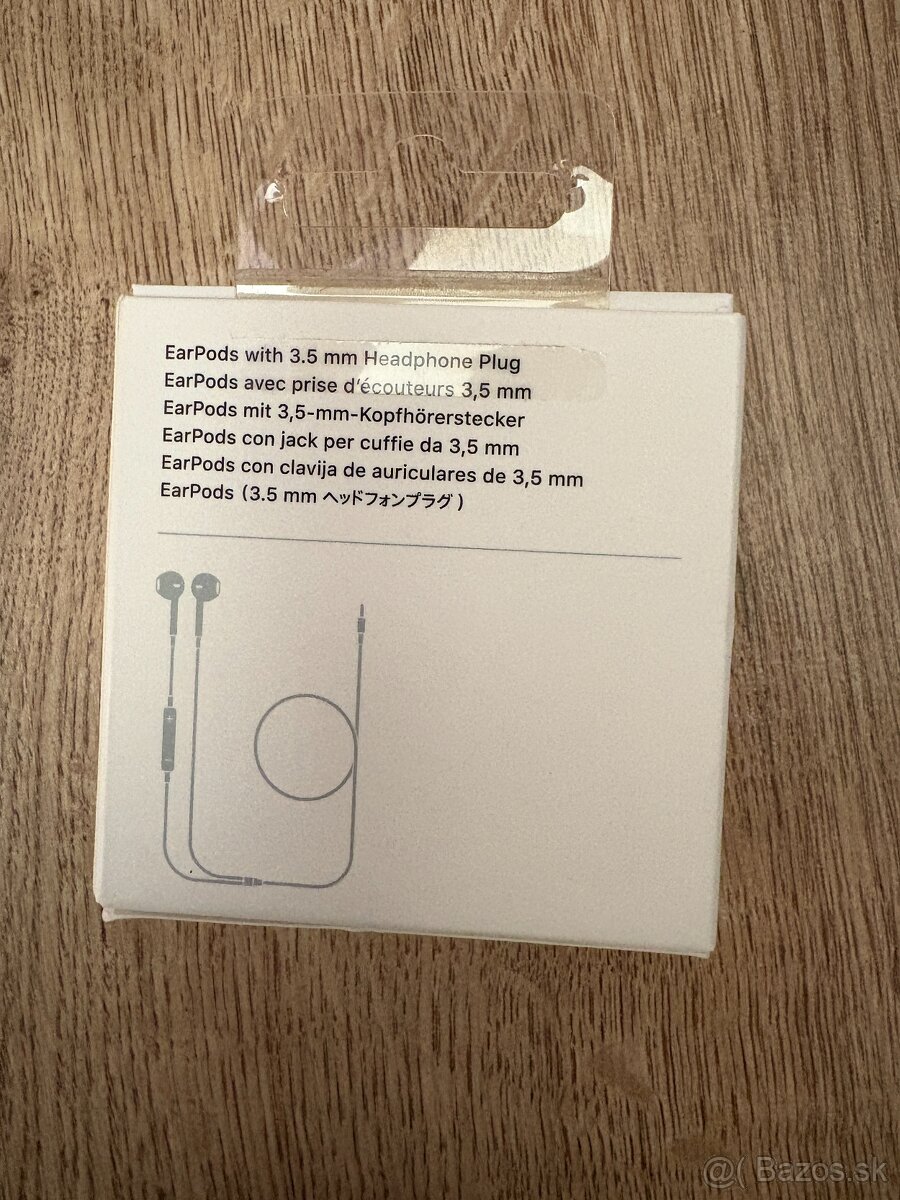 EarPods with 3.5 mm Headphone Plug
EarPods avec prise d'écouteurs 3,5 mm
EarPods mit 3,5-mm-Kopfhörerstecker
EarPods con jack per cuffie da 3,5 mm
EarPods con clavija de auriculares de 3,5 mm
EarPods (3.5 mm ヘッドフォンプラグ)
@( Bazos.sk